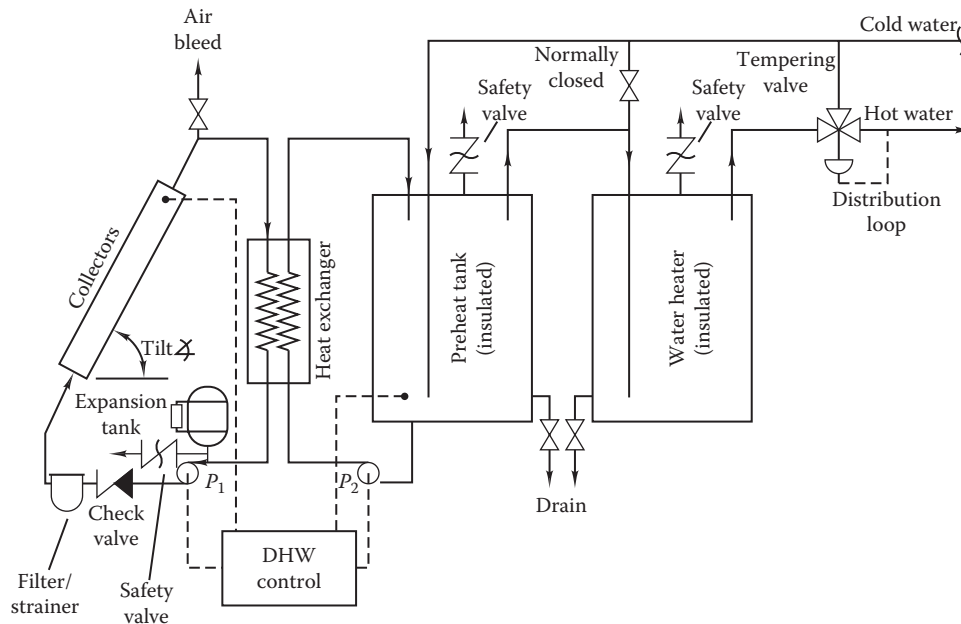 Air
bleed
Cold water
Normally
closed
Tempering
valve
Safety
valve
Safety
valve
Hot water
Distribution
loop
Collectors
Heat exchanger
Preheat tank
(insulated)
Water heater
(insulated)
Tilt
Expansion
tank
P1
P2
Check
valve
Drain
DHW
control
Filter/
strainer
Safety
valve